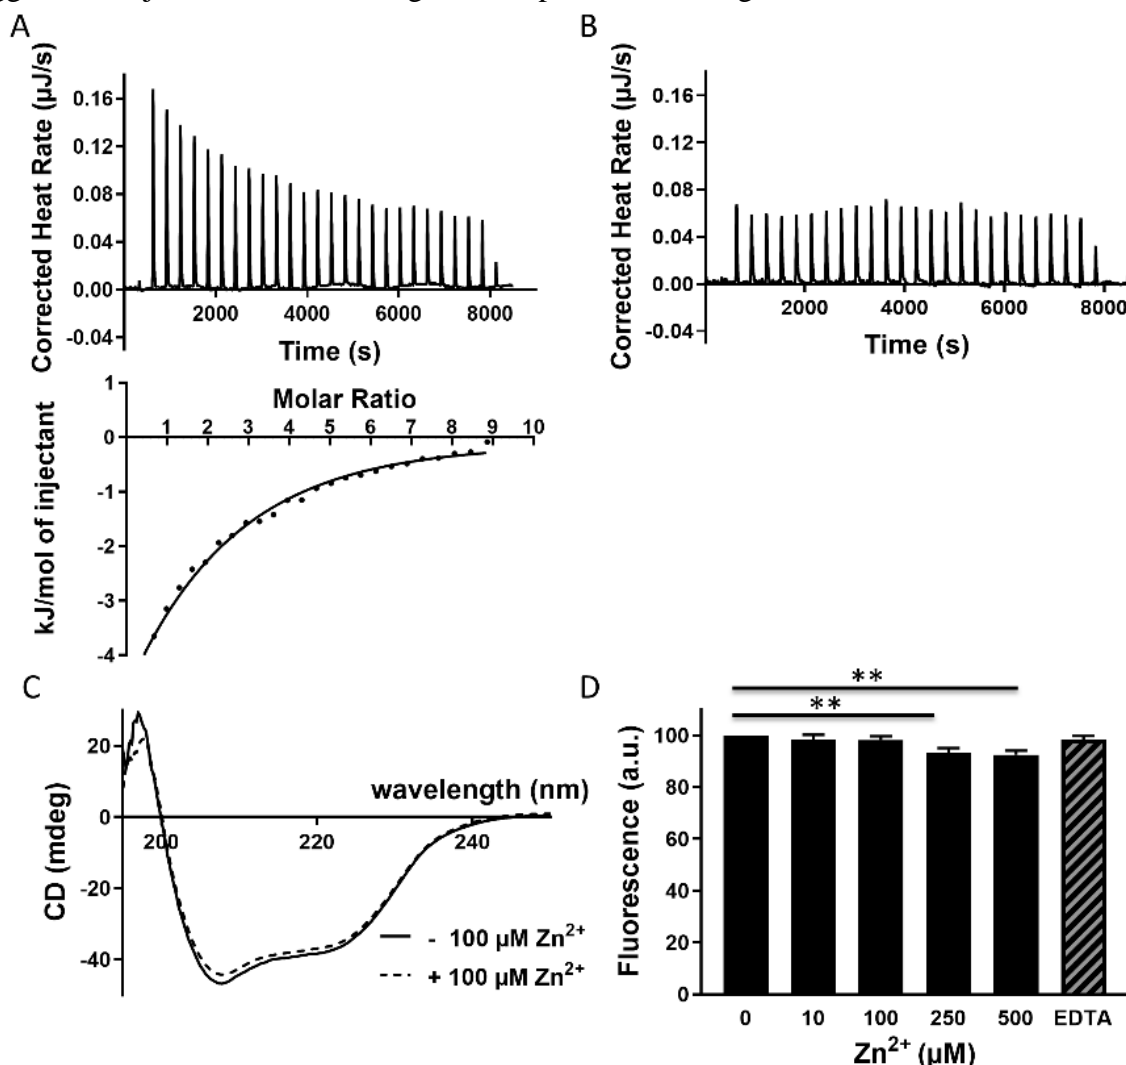 A
B
Corrected Heat Rate (µJ/s)
0.16
0.12
0.08
0.04
0.00
-0.04
2000 4000 6000 8000
Time (s)
Corrected Heat Rate (µJ/s)
0.16
0.12
0.08
0.04
0.00
-0.04
2000 4000 6000 8000
Time (s)
kJ/mol of injectant
1
0
-1
-2
-3
-4
Molar Ratio
1 2 3 4 5 6 7 8 9 10
C
D
CD (mdeg)
20
0
-20
-40
wavelength (nm)
200 220 240
- 100 µM Zn²⁺
+ 100 µM Zn²⁺
**
**
Fluorescence (a.u.)
100
80
60
40
20
0
0 10 100 250 500 EDTA
Zn²⁺ (µM)